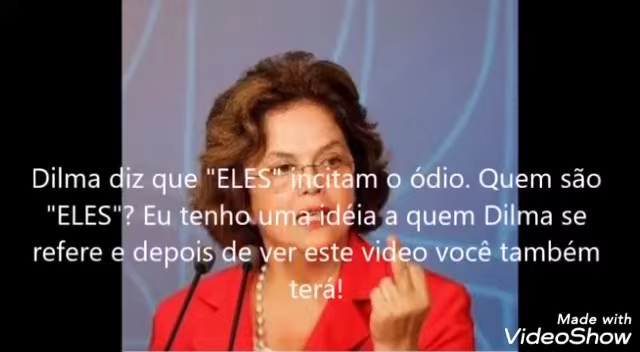 Dilma diz que "ELES" incitam o ódio. Quem são
"ELES"? Eu tenho uma idéia a quem Dilma se
refere e depois de ver este video você também
terá!
Made with
VideoShow